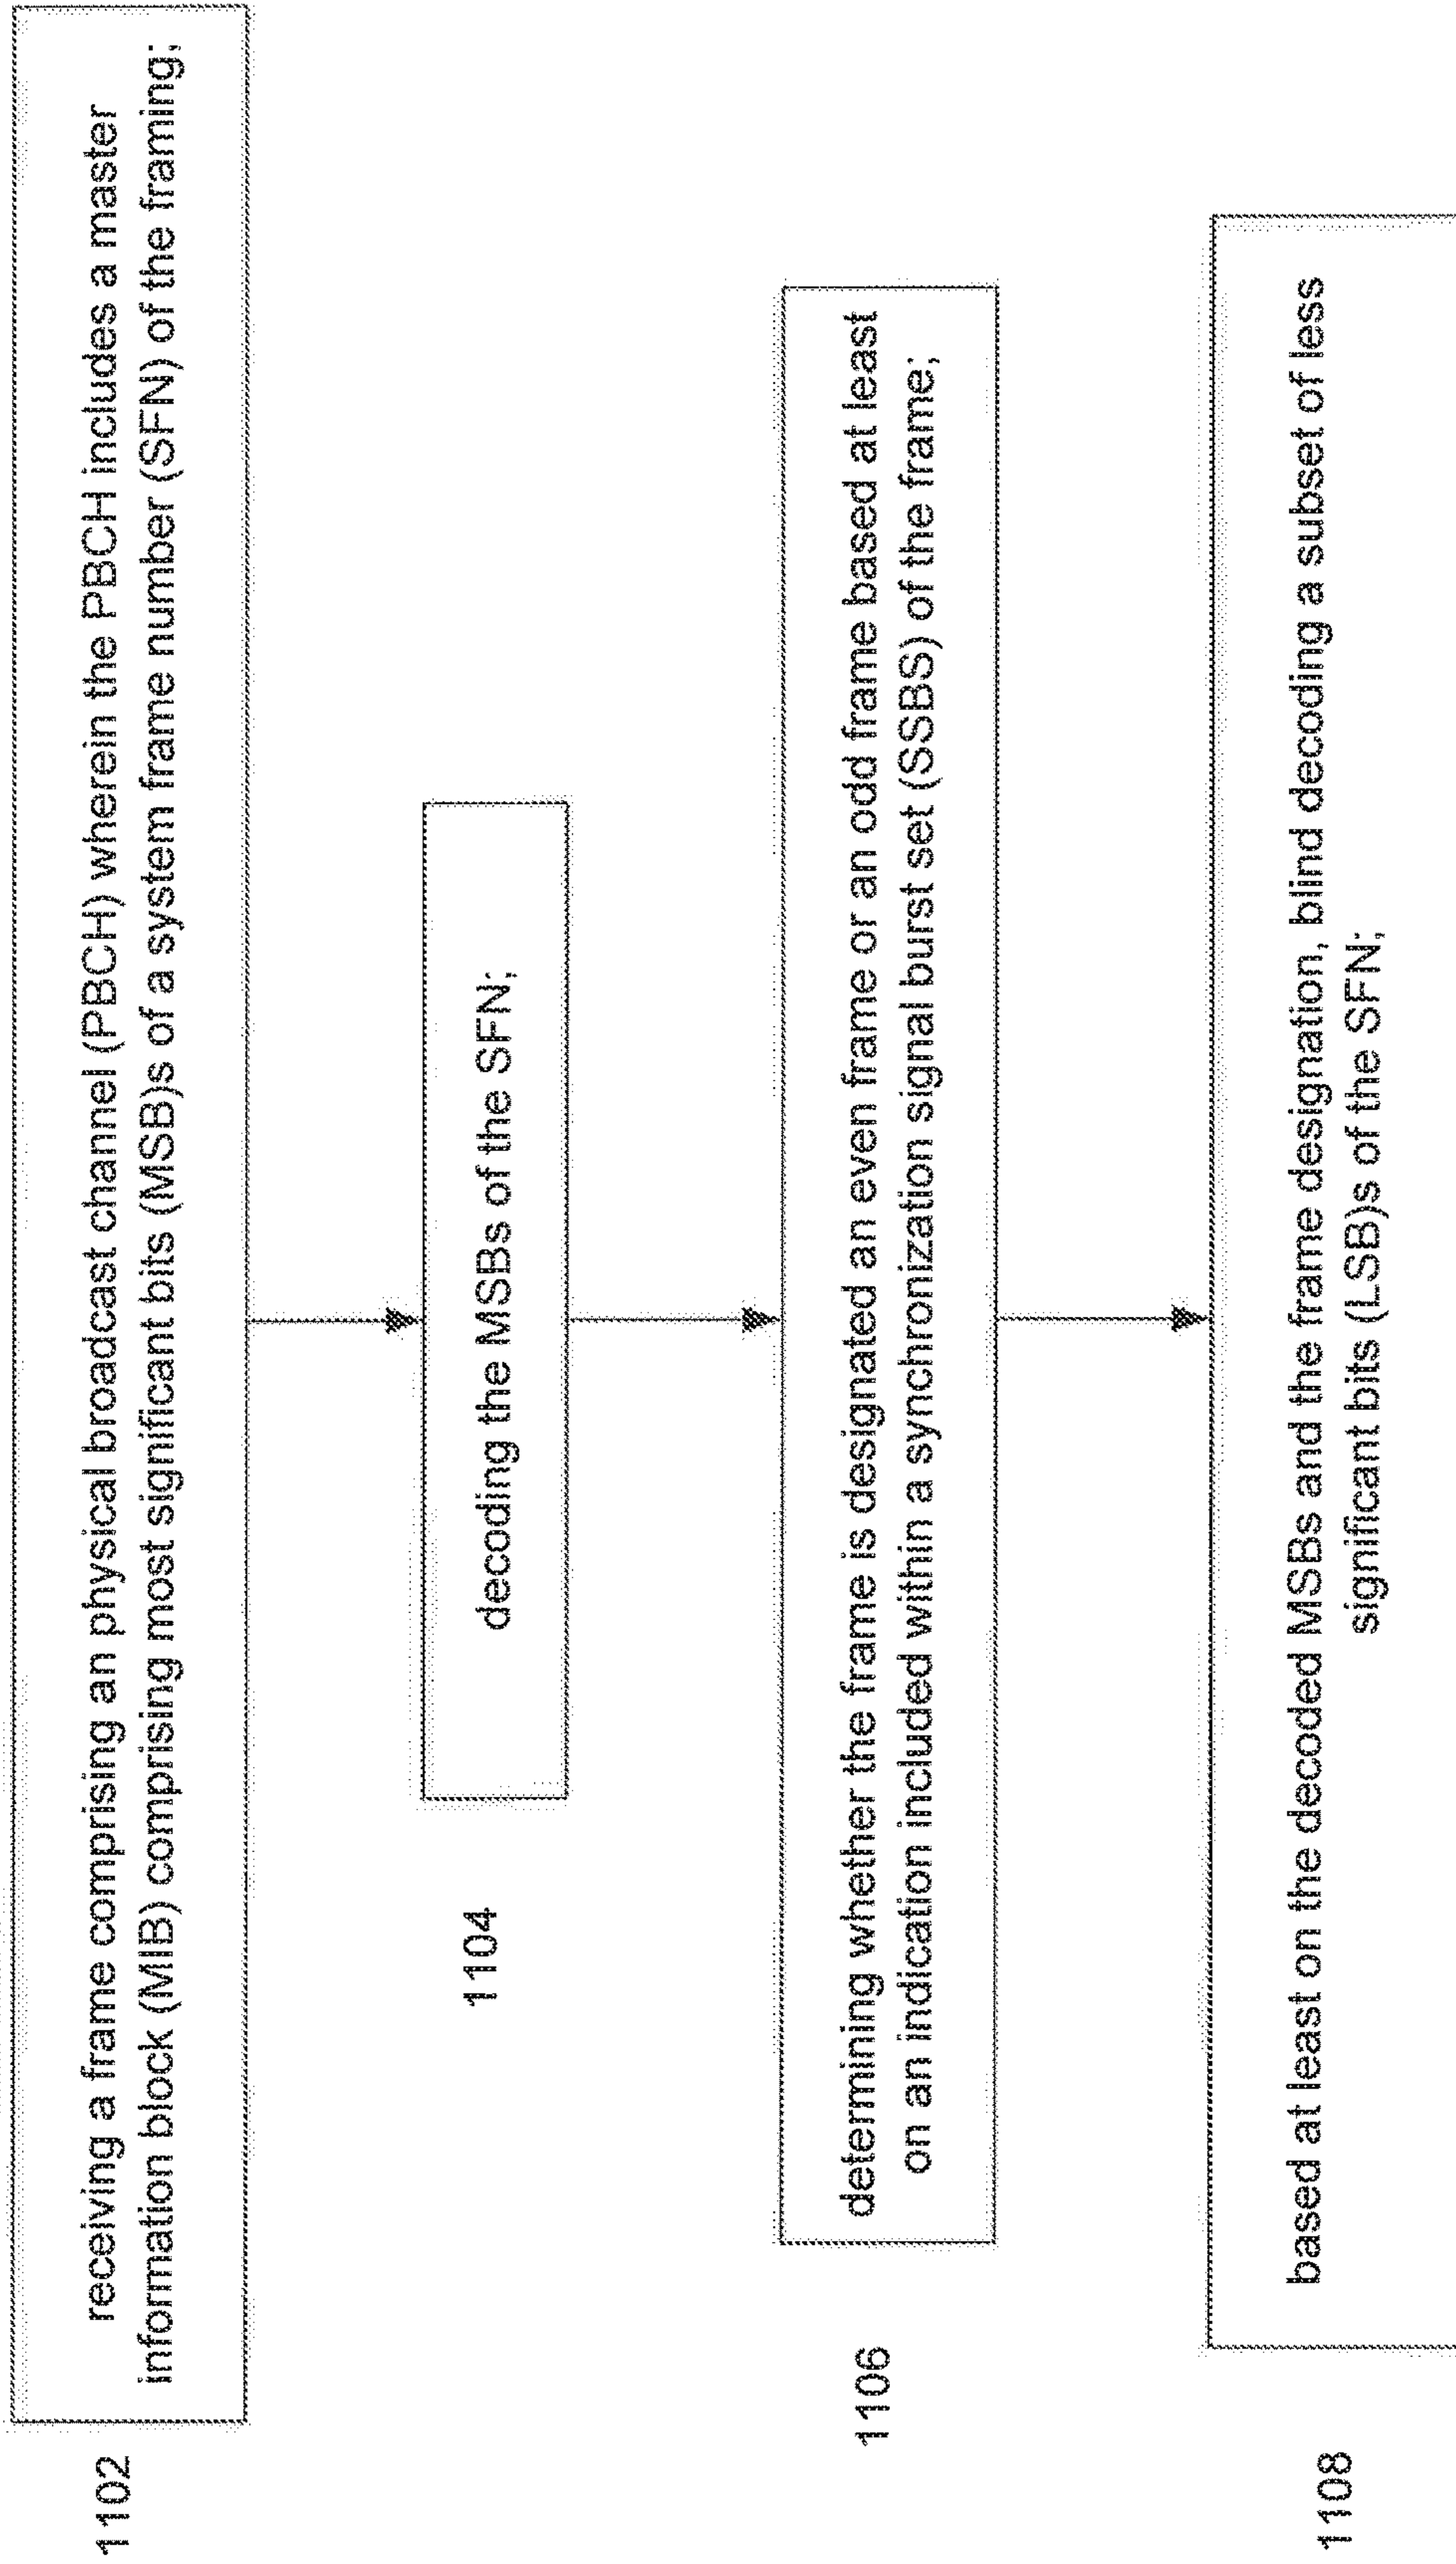 1102
receiving a frame comprising an physical broadcast channel (PBCH) wherein the PBCH includes a master
information block (MIB) comprising most significant bits (MSB)s of a system frame number (SFN) of the framing;
1104
decoding the MSBs of the SFN;
1106
determining whether the frame is designated an even frame or an odd frame based at least
on an indication included within a synchronization signal burst set (SSBS) of the frame;
1108
based at least on the decoded MSBs and the frame designation, blind decoding a subset of less
significant bits (LSB)s of the SFN;